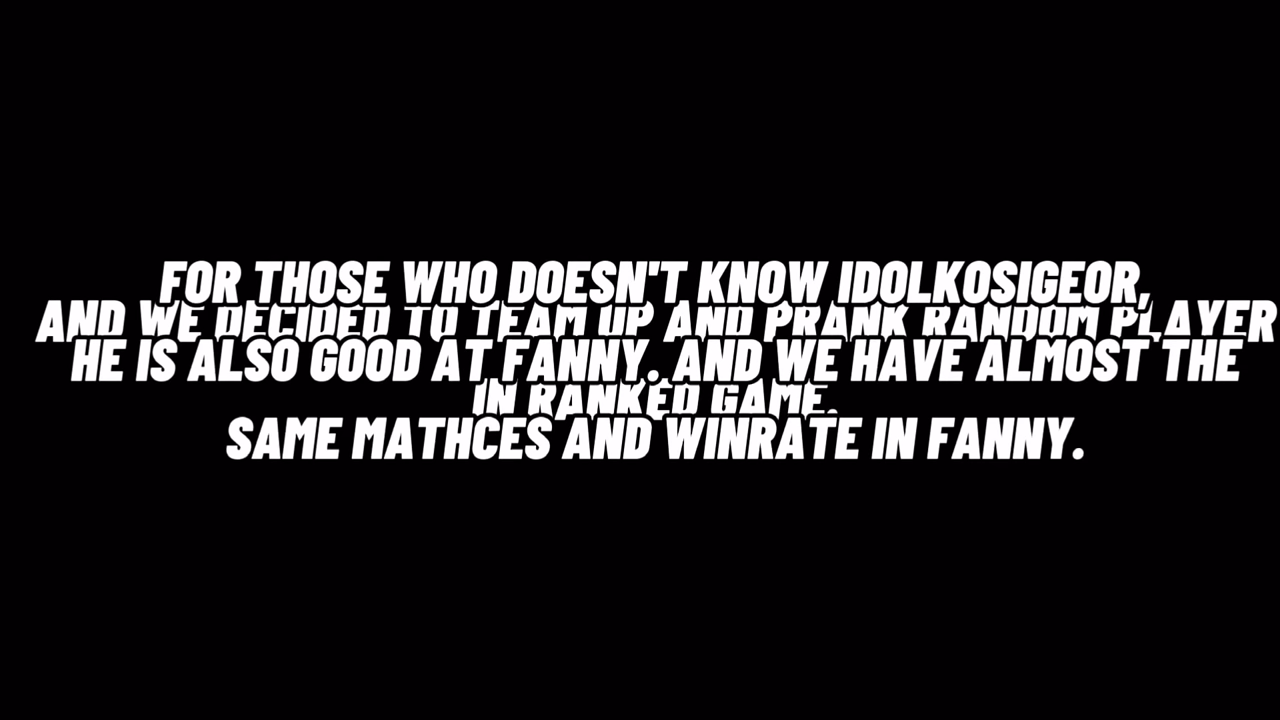 FOR THOSE WHO DOESN'T KNOW IDOLKOSIGEOR,
AND WE DECIDED TO TEAM UP AND PRANK RANDOM PLAYER
HE IS ALSO GOOD AT FANNY. AND WE HAVE ALMOST THE
IN RANKED GAME.
SAME MATHCES AND WINRATE IN FANNY.